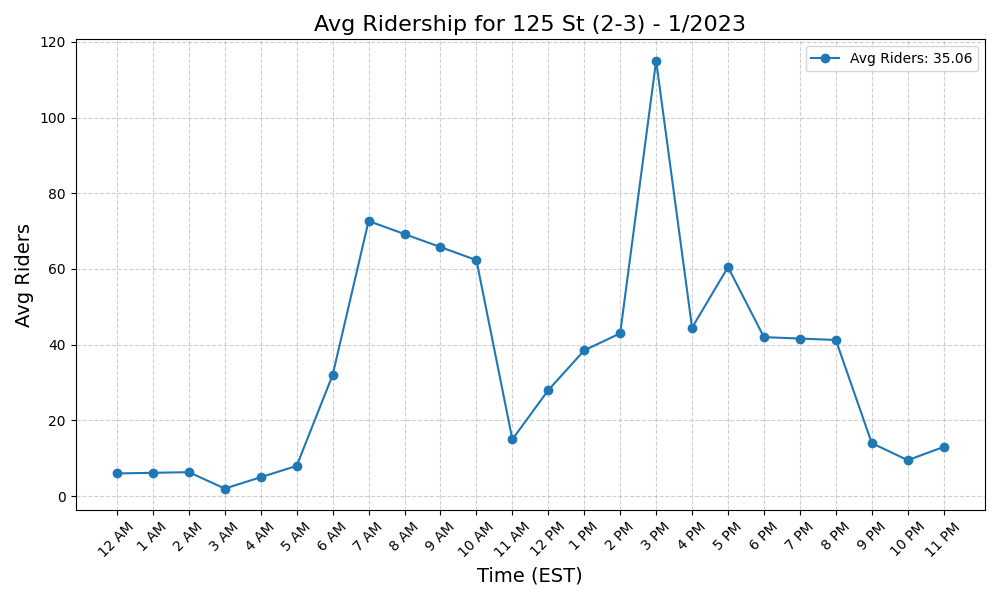 Avg Ridership for 125 St (2-3) - 1/2023
Avg Riders: 35.06
120
100
80
60
40
20
0
Avg Riders
12 AM 1 AM 2 AM 3 AM 4 AM 5 AM 6 AM 7 AM 8 AM 9 AM 10 AM 11 AM 12 PM 1 PM 2 PM 3 PM 4 PM 5 PM 6 PM 7 PM 8 PM 9 PM 10 PM 11 PM
Time (EST)